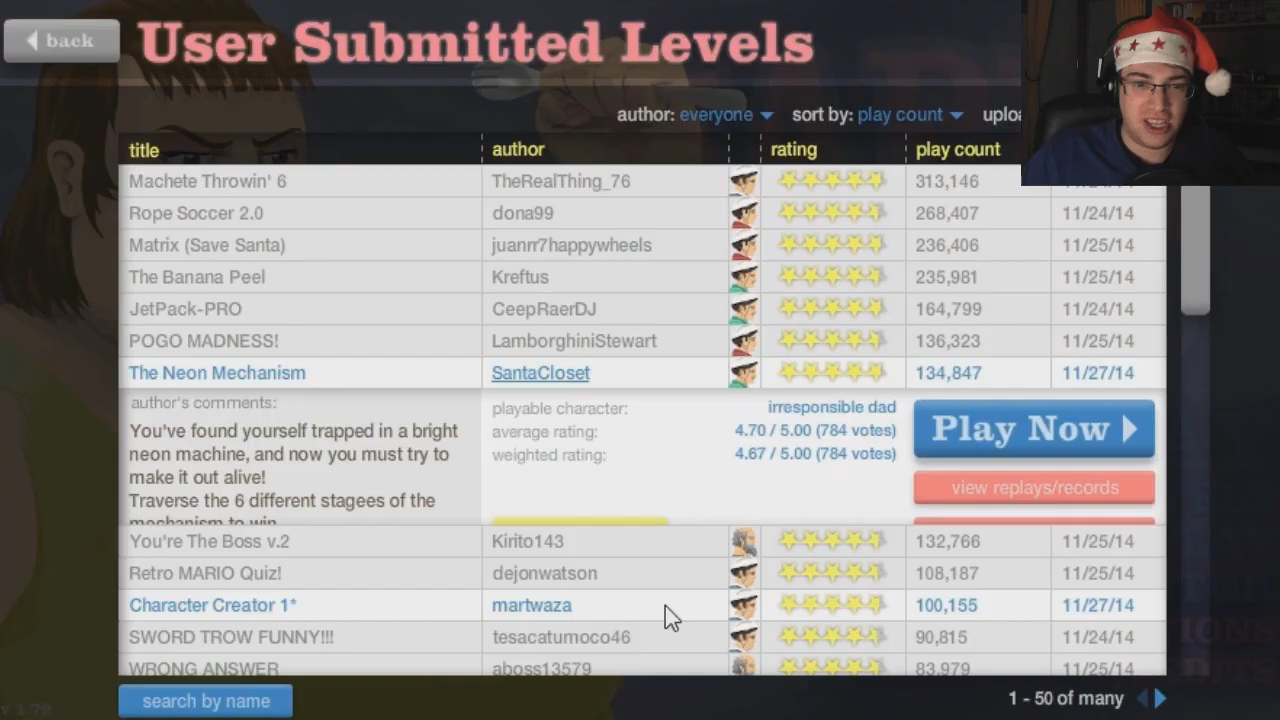 back
User Submitted Levels
author: everyone sort by: play count uploa
title author rating play count
Machete Throwin' 6 TheRealThing_76 313,146
Rope Soccer 2.0 dona99 268,407 11/24/14
Matrix (Save Santa) juanrr7happywheels 236,406 11/25/14
The Banana Peel Kreftus 235,981 11/25/14
JetPack-PRO CeepRaerDJ 164,799 11/24/14
POGO MADNESS! LamborghiniStewart 136,323 11/25/14
The Neon Mechanism SantaCloset 134,847 11/27/14
author's comments:
You've found yourself trapped in a bright
neon machine, and now you must try to
make it out alive!
Traverse the 6 different stagees of the
mechanism to win
playable character: irresponsible dad
average rating: 4.70 / 5.00 (784 votes)
weighted rating: 4.67 / 5.00 (784 votes)
Play Now
view replays/records
You're The Boss v.2 Kirito143 132,766 11/25/14
Retro MARIO Quiz! dejonwatson 108,187 11/25/14
Character Creator 1* martwaza 100,155 11/27/14
SWORD TROW FUNNY!!! tesacatumoco46 90,815 11/24/14
WRONG ANSWER aboss13579 83,979 11/25/14
search by name
1 - 50 of many
v 1.79